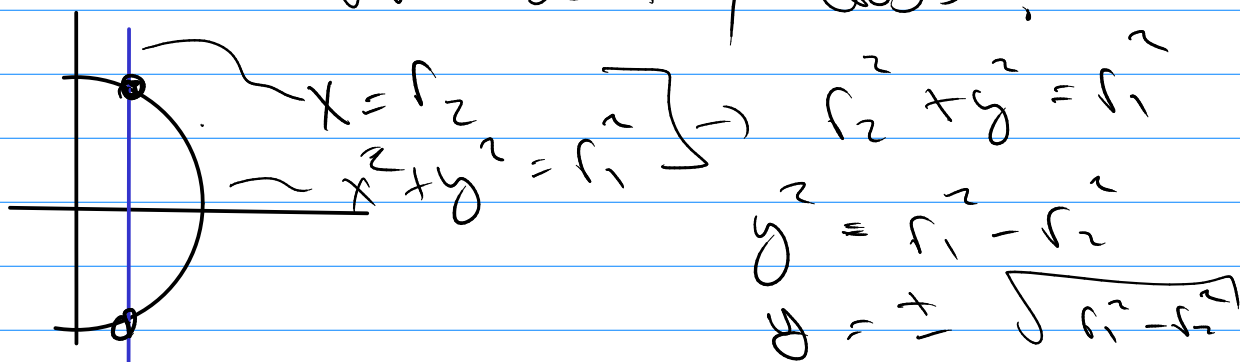 x = r₂
x² + y² = r₁²
→ r₂² + y² = r₁²
y² = r₁² - r₂²
y = ± √(r₁² - r₂²)